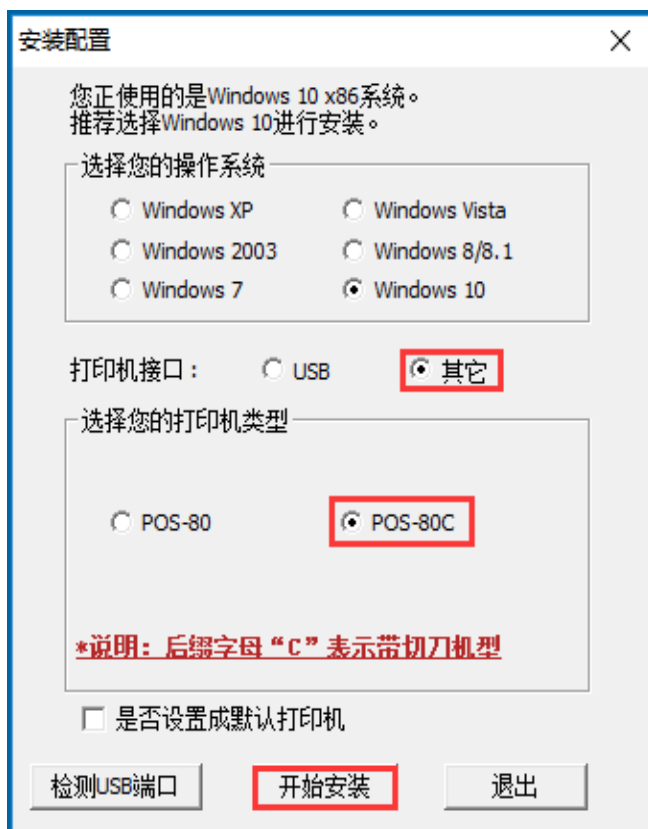 安装配置
您正使用的是Windows 10 x86系统。
推荐选择Windows 10进行安装。
选择您的操作系统
Windows XP Windows Vista
Windows 2003 Windows 8/8.1
Windows 7 Windows 10
打印机接口： USB 其它
选择您的打印机类型
POS-80 POS-80C
*说明：后缀字母“C”表示带切刀机型
是否设置成默认打印机
检测USB端口 开始安装 退出